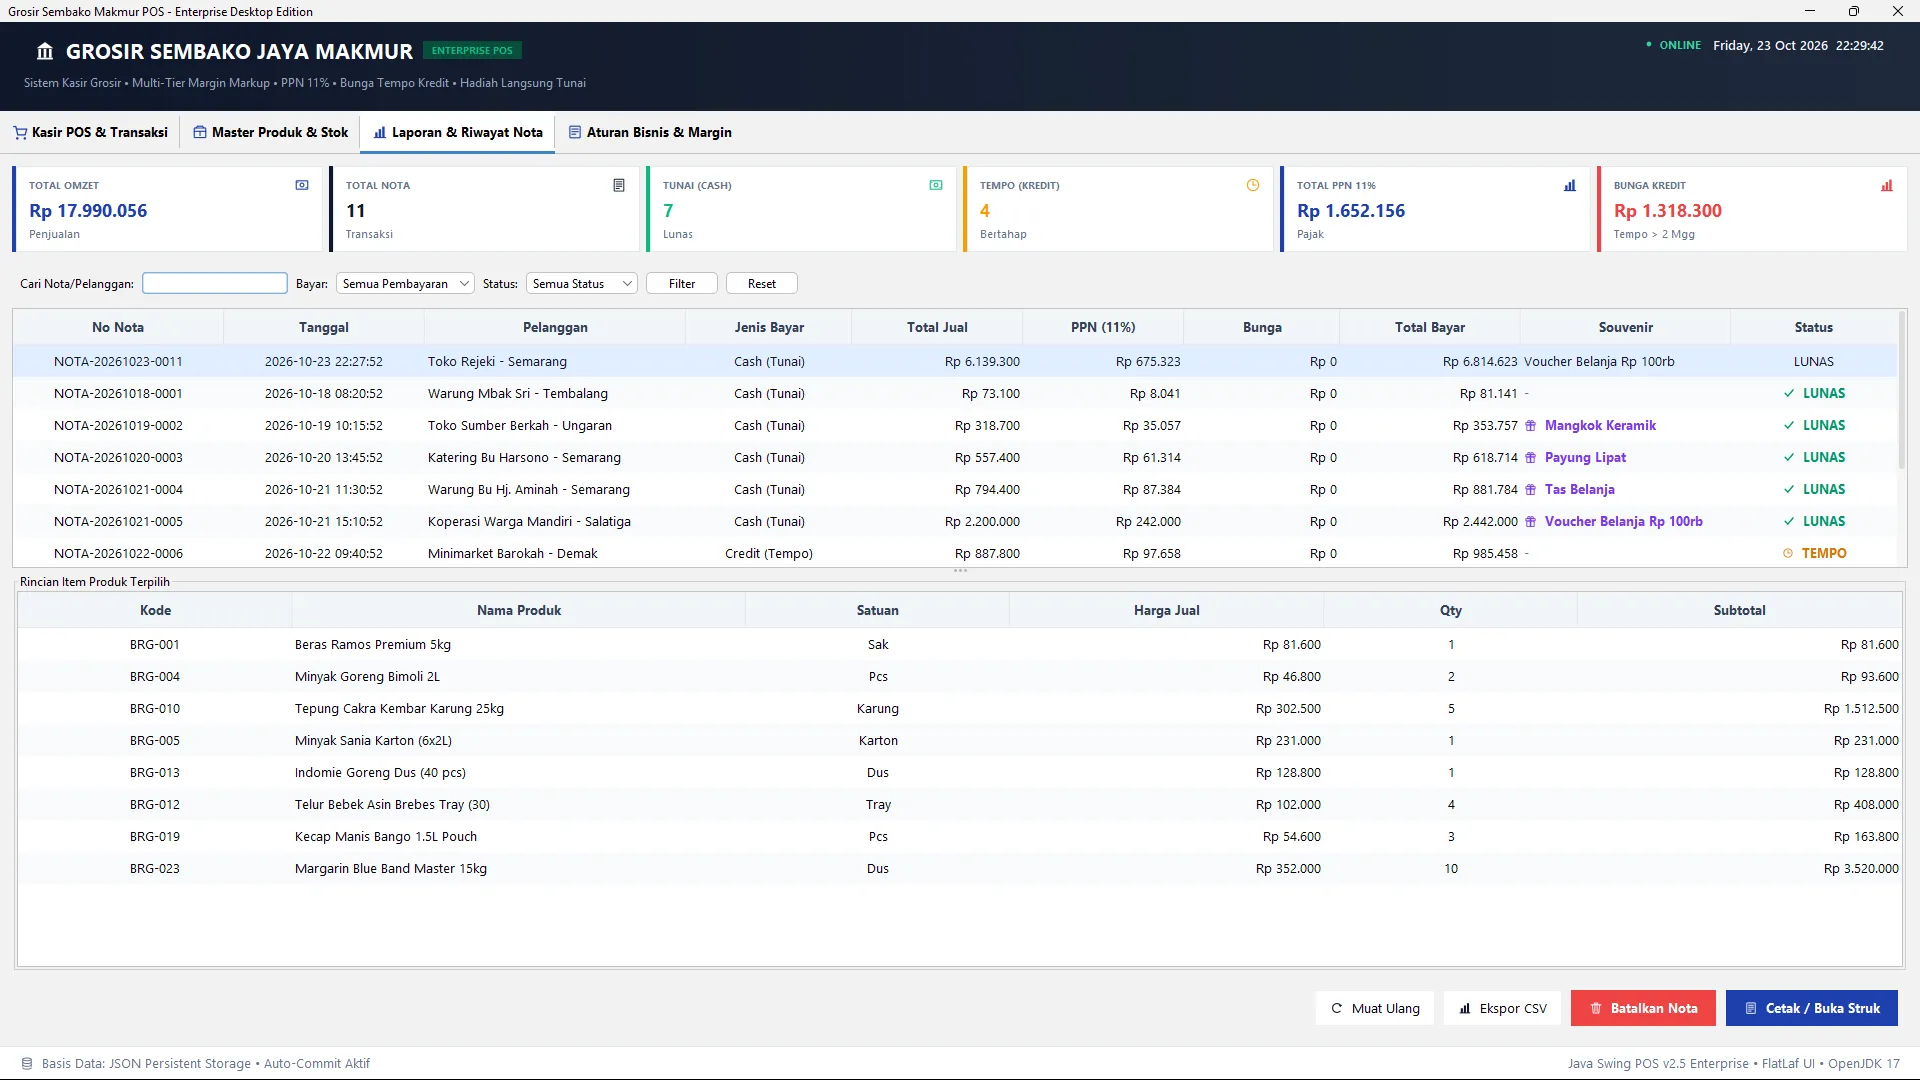 Grosir Sembako Makmur POS - Enterprise Desktop Edition
GROSIR SEMBAKO JAYA MAKMUR ENTERPRISE POS
• ONLINE Friday, 23 Oct 2026 22:29:42
Sistem Kasir Grosir • Multi-Tier Margin Markup • PPN 11% • Bunga Tempo Kredit • Hadiah Langsung Tunai
Kasir POS & Transaksi Master Produk & Stok Laporan & Riwayat Nota Aturan Bisnis & Margin
TOTAL OMZET TOTAL NOTA TUNAI (CASH) TEMPO (KREDIT) TOTAL PPN 11% BUNGA KREDIT
Rp 17.990.056 11 7 4 Rp 1.652.156 Rp 1.318.300
Penjualan Transaksi Lunas Bertahap Pajak Tempo > 2 Mgg
Cari Nota/Pelanggan: Bayar: Semua Pembayaran Status: Semua Status Filter Reset
No Nota Tanggal Pelanggan Jenis Bayar Total Jual PPN (11%) Bunga Total Bayar Souvenir Status
NOTA-20261023-0011 2026-10-23 22:27:52 Toko Rejeki - Semarang Cash (Tunai) Rp 6.139.300 Rp 675.323 Rp 0 Rp 6.814.623 Voucher Belanja Rp 100rb LUNAS
NOTA-20261018-0001 2026-10-18 08:20:52 Warung Mbak Sri - Tembalang Cash (Tunai) Rp 73.100 Rp 8.041 Rp 0 Rp 81.141 - ✓ LUNAS
NOTA-20261019-0002 2026-10-19 10:15:52 Toko Sumber Berkah - Ungaran Cash (Tunai) Rp 318.700 Rp 35.057 Rp 0 Rp 353.757 Mangkok Keramik ✓ LUNAS
NOTA-20261020-0003 2026-10-20 13:45:52 Katering Bu Harsono - Semarang Cash (Tunai) Rp 557.400 Rp 61.314 Rp 0 Rp 618.714 Payung Lipat ✓ LUNAS
NOTA-20261021-0004 2026-10-21 11:30:52 Warung Bu Hj. Aminah - Semarang Cash (Tunai) Rp 794.400 Rp 87.384 Rp 0 Rp 881.784 Tas Belanja ✓ LUNAS
NOTA-20261021-0005 2026-10-21 15:10:52 Koperasi Warga Mandiri - Salatiga Cash (Tunai) Rp 2.200.000 Rp 242.000 Rp 0 Rp 2.442.000 Voucher Belanja Rp 100rb ✓ LUNAS
NOTA-20261022-0006 2026-10-22 09:40:52 Minimarket Barokah - Demak Credit (Tempo) Rp 887.800 Rp 97.658 Rp 0 Rp 985.458 - TEMPO
Rincian Item Produk Terpilih
Kode Nama Produk Satuan Harga Jual Qty Subtotal
BRG-001 Beras Ramos Premium 5kg Sak Rp 81.600 1 Rp 81.600
BRG-004 Minyak Goreng Bimoli 2L Pcs Rp 46.800 2 Rp 93.600
BRG-010 Tepung Cakra Kembar Karung 25kg Karung Rp 302.500 5 Rp 1.512.500
BRG-005 Minyak Sania Karton (6x2L) Karton Rp 231.000 1 Rp 231.000
BRG-013 Indomie Goreng Dus (40 pcs) Dus Rp 128.800 1 Rp 128.800
BRG-012 Telur Bebek Asin Brebes Tray (30) Tray Rp 102.000 4 Rp 408.000
BRG-019 Kecap Manis Bango 1.5L Pouch Pcs Rp 54.600 3 Rp 163.800
BRG-023 Margarin Blue Band Master 15kg Dus Rp 352.000 10 Rp 3.520.000
Muat Ulang Ekspor CSV Batalkan Nota Cetak / Buka Struk
Basis Data: JSON Persistent Storage • Auto-Commit Aktif
Java Swing POS v2.5 Enterprise • FlatLaf UI • OpenJDK 17